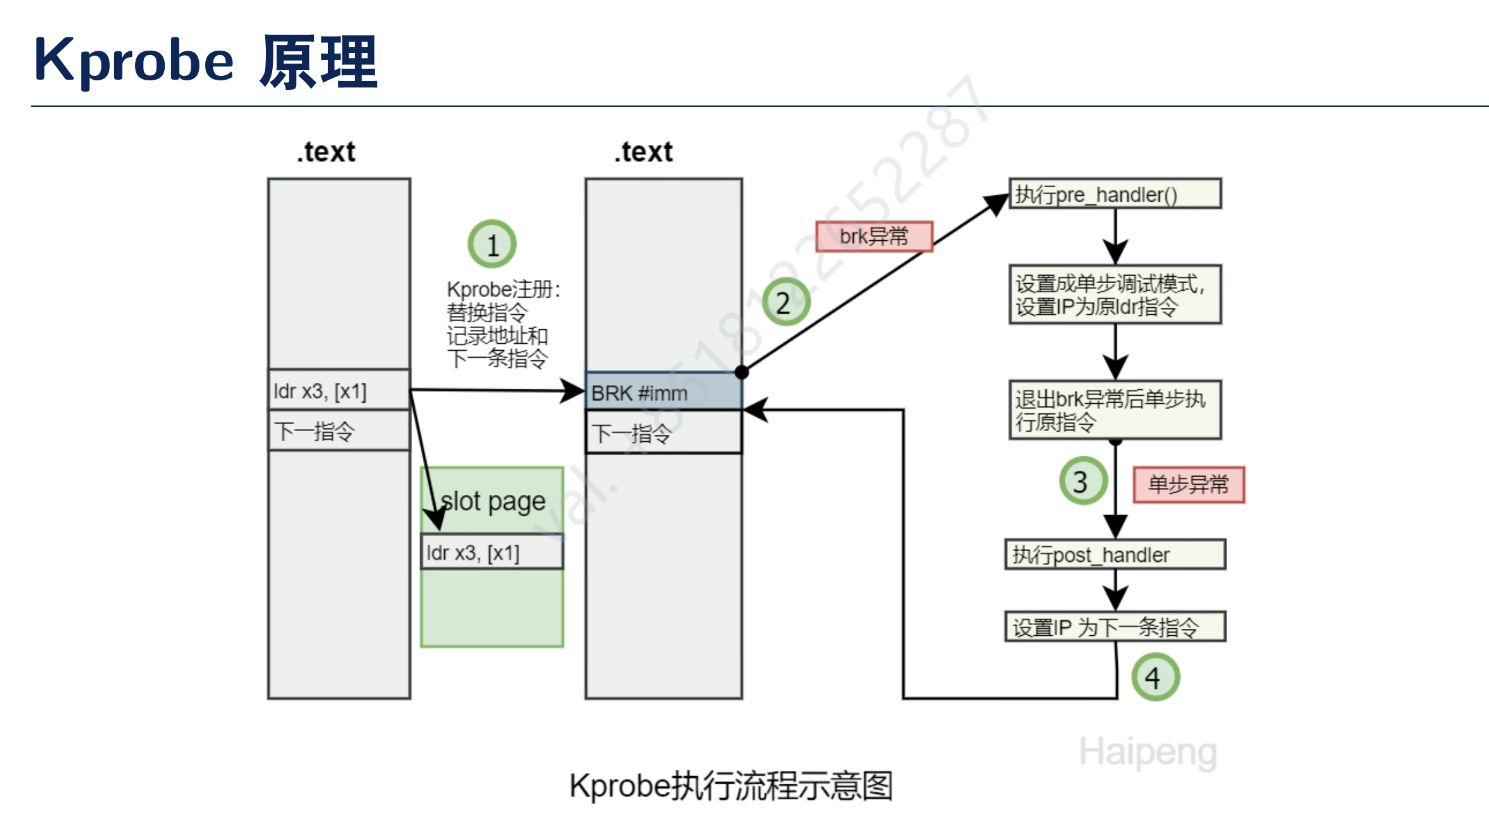 Kprobe 原理
.text
.text
1
Kprobe注册：
替换指令
记录地址和
下一条指令
ldr x3, [x1]
下一指令
slot page
ldr x3, [x1]
BRK #imm
下一指令
2
brk异常
执行pre_handler()
设置成单步调试模式，
设置IP为原ldr指令
退出brk异常后单步执
行原指令
3
单步异常
执行post_handler
设置IP 为下一条指令
4
Haipeng
Kprobe执行流程示意图